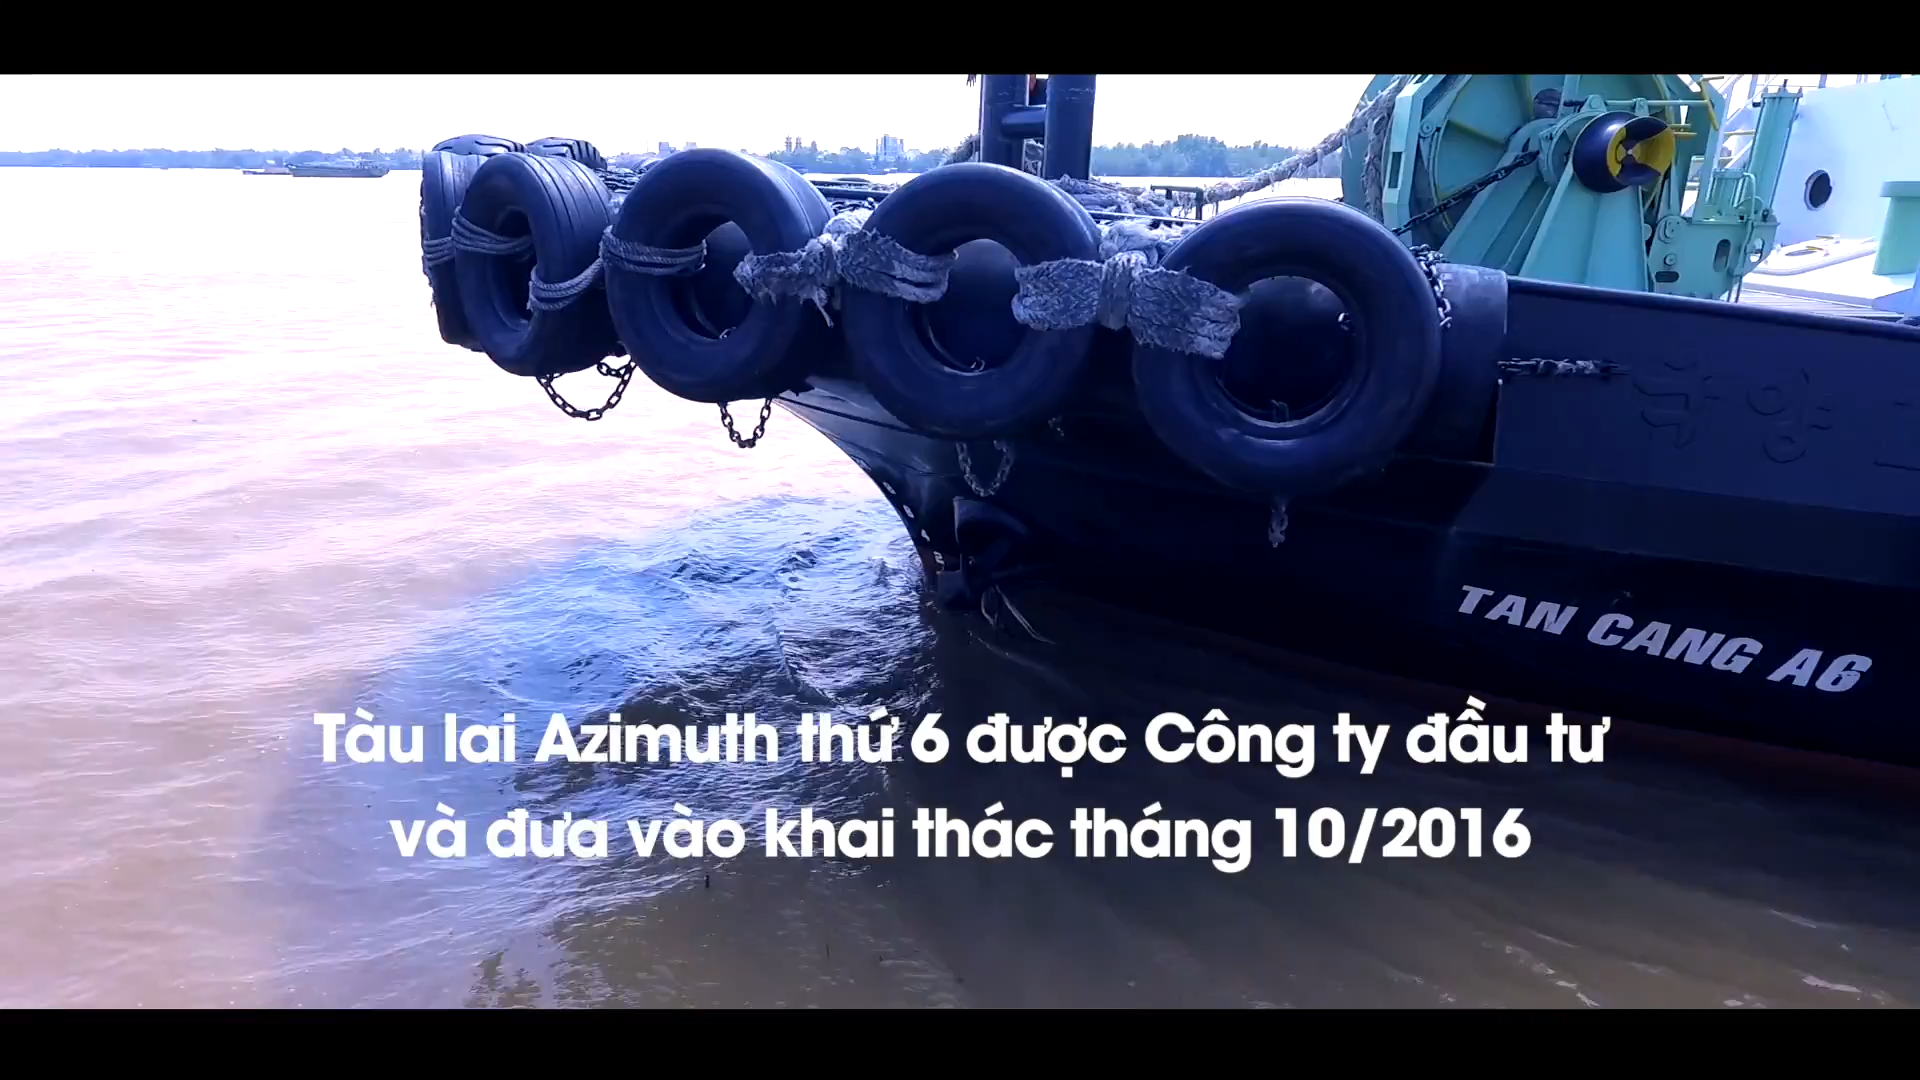 TAN CANG A6
Tàu lai Azimuth thứ 6 được Công ty đầu tư
và đưa vào khai thác tháng 10/2016